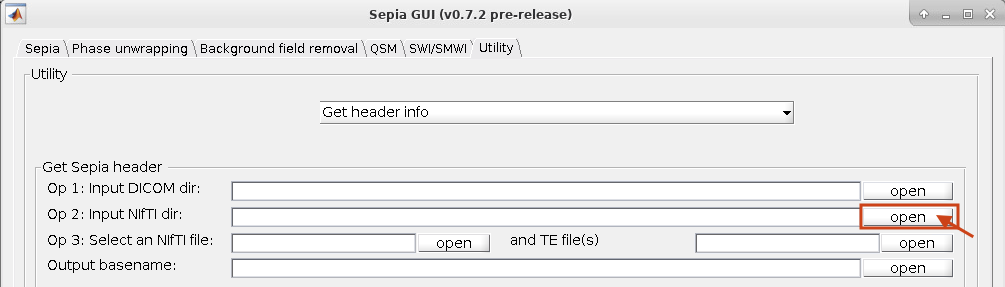 Sepia GUI (v0.7.2 pre-release)
Sepia Phase unwrapping Background field removal QSM SWI/SMWI Utility
Utility
Get header info
Get Sepia header
Op 1: Input DICOM dir: open
Op 2: Input NIfTI dir: open
Op 3: Select an NIfTI file: open and TE file(s) open
Output basename: open